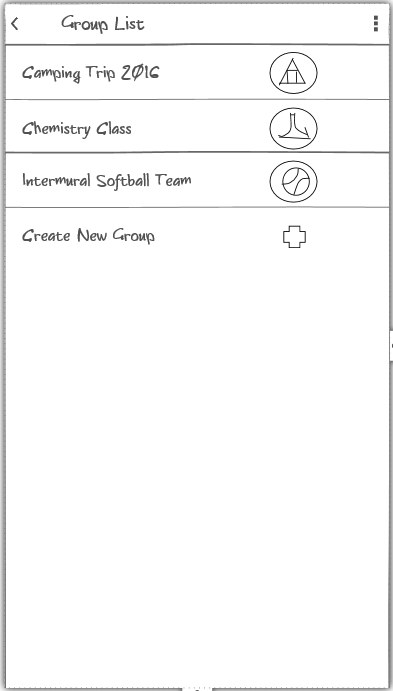 Group List
Camping Trip 2016
Chemistry Class
Intermural Softball Team
Create New Group